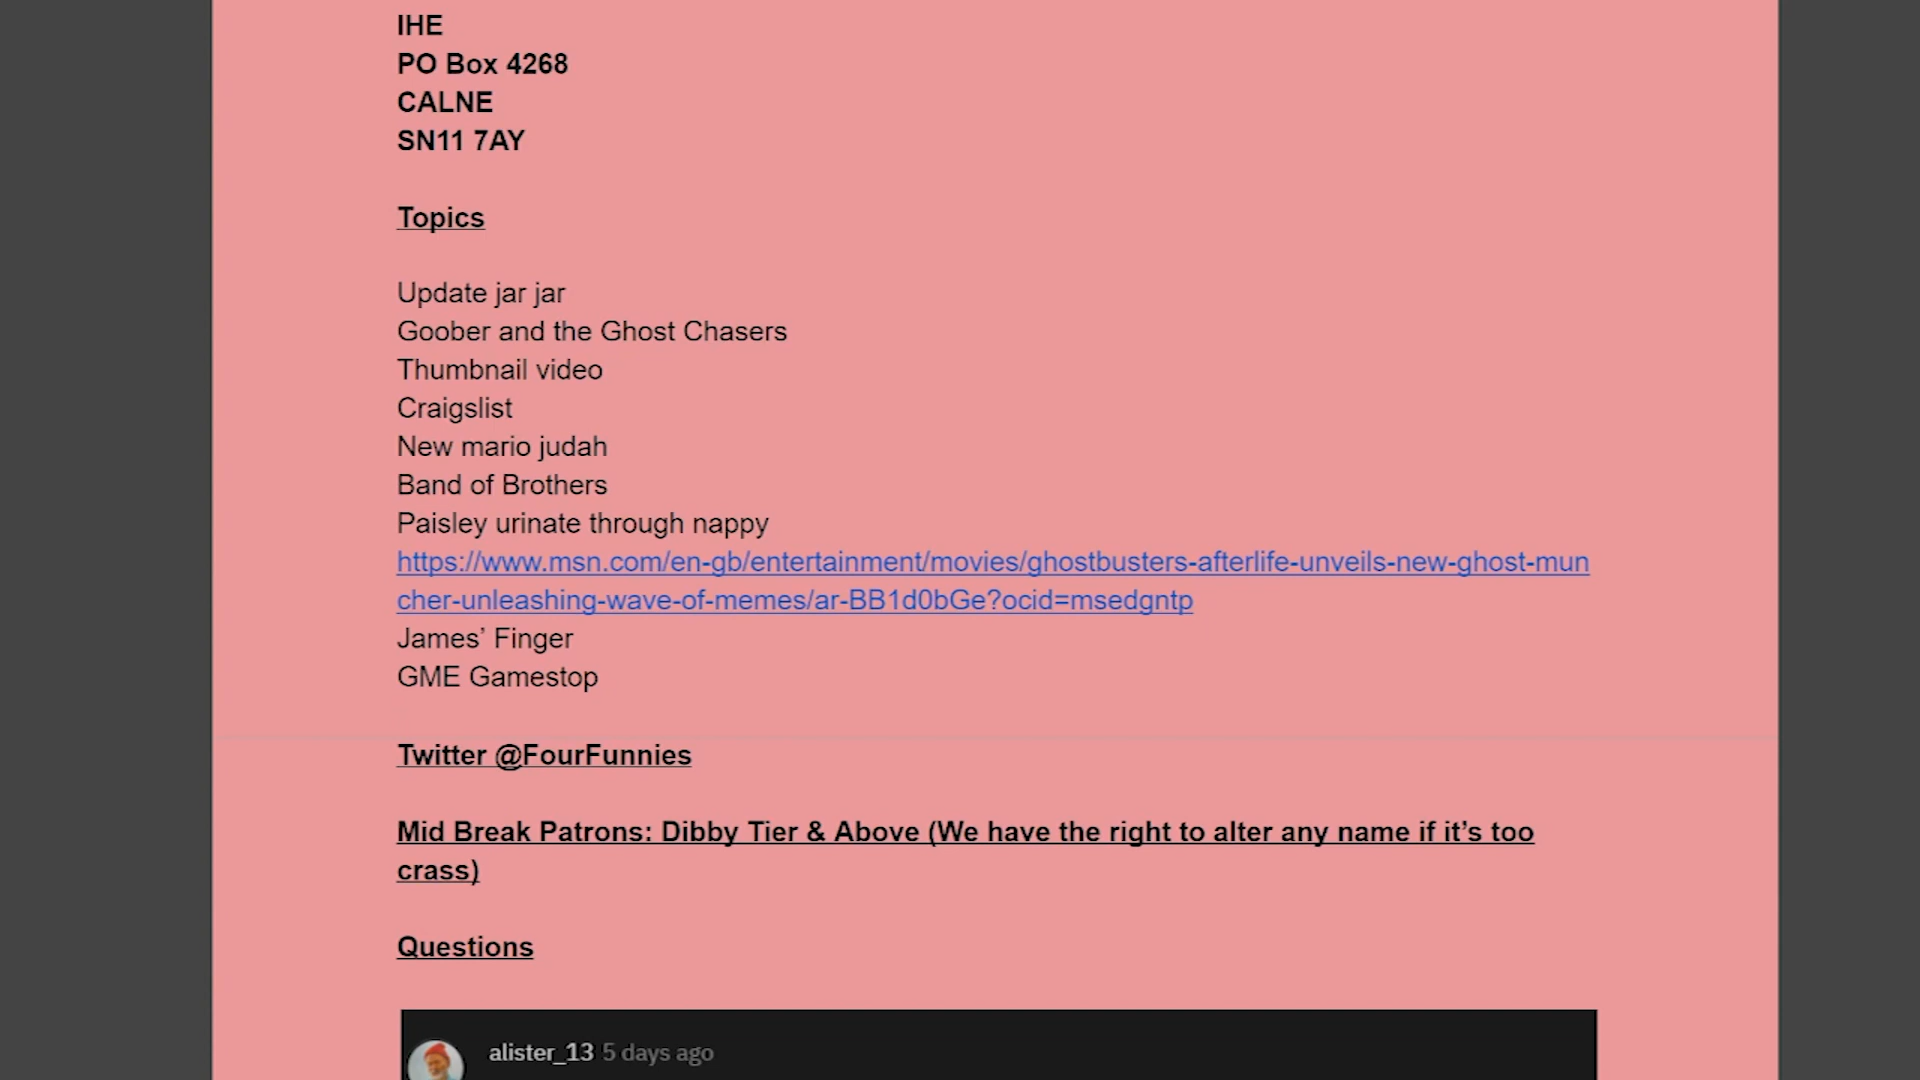 IHE
PO Box 4268
CALNE
SN11 7AY
Topics
Update jar jar
Goober and the Ghost Chasers
Thumbnail video
Craigslist
New mario judah
Band of Brothers
Paisley urinate through nappy
https://www.msn.com/en-gb/entertainment/movies/ghostbusters-afterlife-unveils-new-ghost-mun
cher-unleashing-wave-of-memes/ar-BB1d0bGe?ocid=msedgntp
James’ Finger
GME Gamestop
Twitter @FourFunnies
Mid Break Patrons: Dibby Tier & Above (We have the right to alter any name if it’s too
crass)
Questions
alister_13 5 days ago